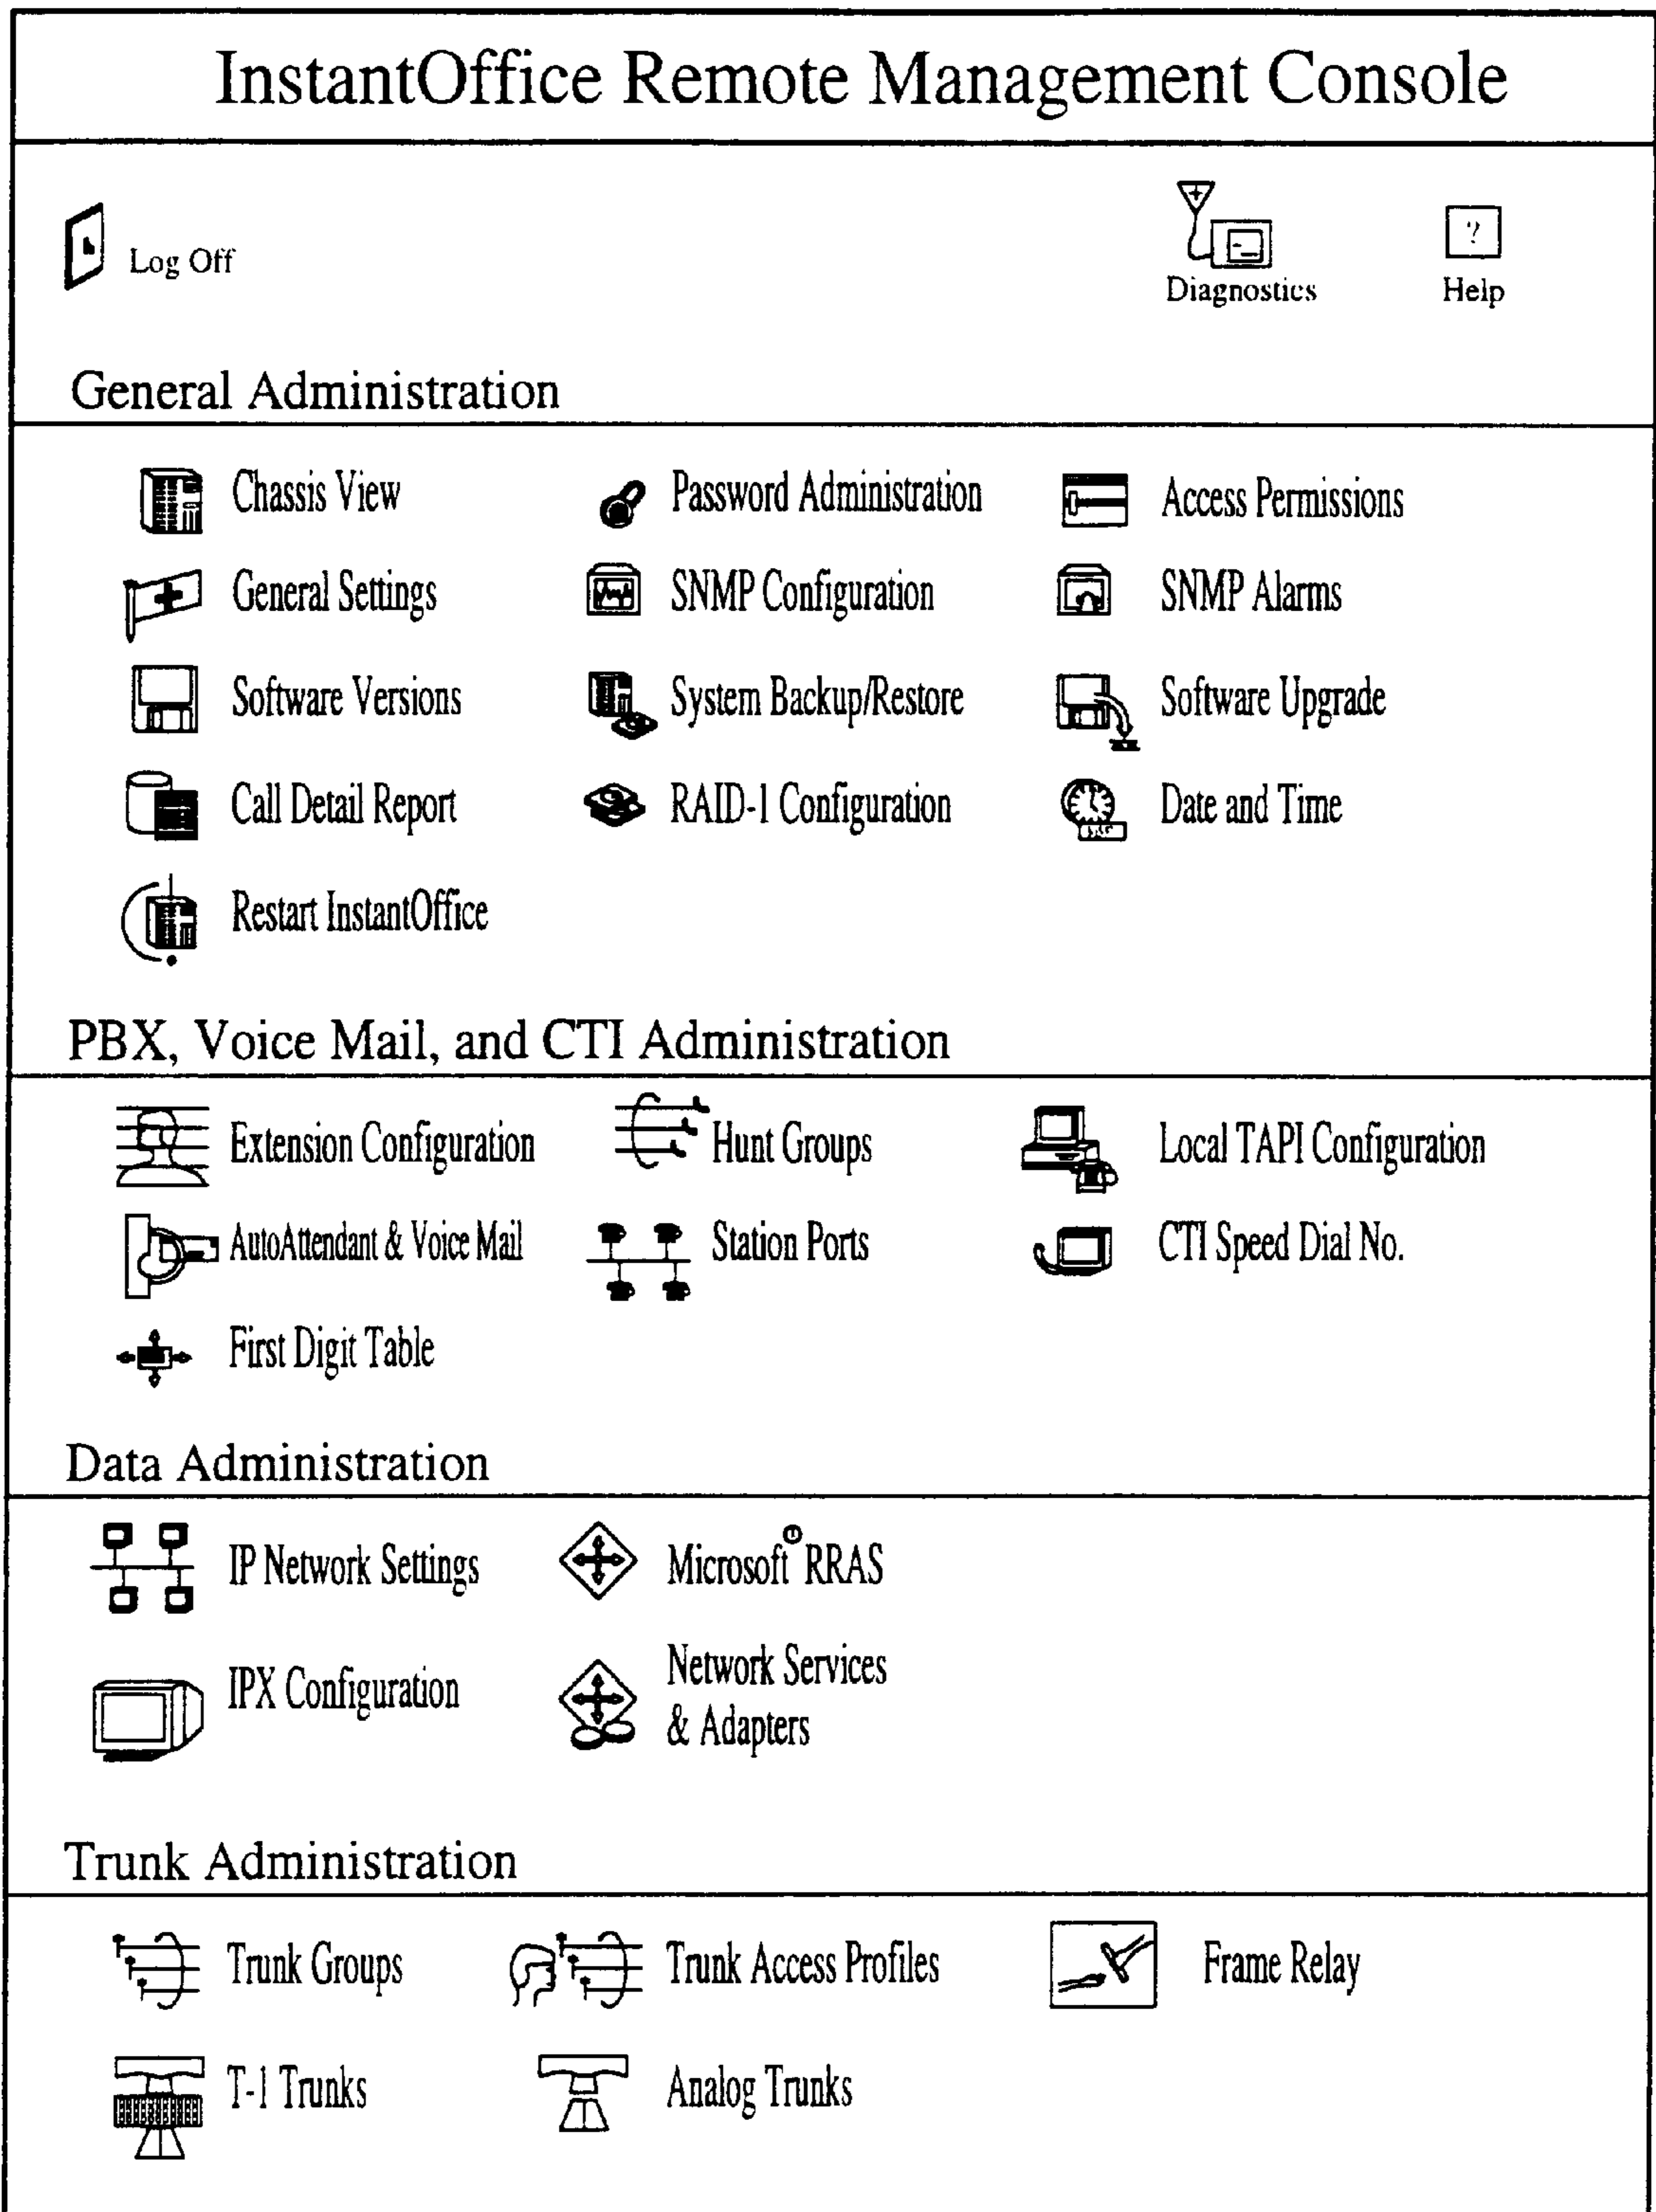 InstantOffice Remote Management Console
Log Off
Diagnostics
?
Help
General Administration
Chassis View
Password Administration
Access Permissions
General Settings
SNMP Configuration
SNMP Alarms
Software Versions
System Backup/Restore
Software Upgrade
Call Detail Report
RAID-1 Configuration
Date and Time
Restart InstantOffice
PBX, Voice Mail, and CTI Administration
Extension Configuration
Hunt Groups
Local TAPI Configuration
AutoAttendant & Voice Mail
Station Ports
CTI Speed Dial No.
First Digit Table
Data Administration
IP Network Settings
Microsoft RRAS
IPX Configuration
Network Services
& Adapters
Trunk Administration
Trunk Groups
Trunk Access Profiles
Frame Relay
T-1 Trunks
Analog Trunks